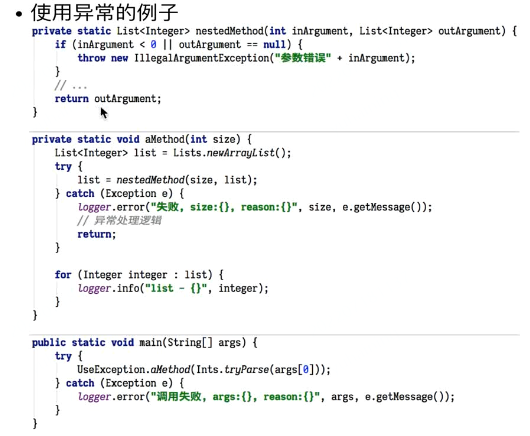 • 使用异常的例子
private static List<Integer> nestedMethod(int inArgument, List<Integer> outArgument) {
    if (inArgument < 0 || outArgument == null) {
        throw new IllegalArgumentException("参数错误" + inArgument);
    }
    // ...
    return outArgument;
}
private static void aMethod(int size) {
    List<Integer> list = Lists.newArrayList();
    try {
        list = nestedMethod(size, list);
    } catch (Exception e) {
        logger.error("失败, size:{}, reason:{}", size, e.getMessage());
        // 异常处理逻辑
        return;
    }
    for (Integer integer : list) {
        logger.info("list - {}", integer);
    }
}
public static void main(String[] args) {
    try {
        UseException.aMethod(Ints.tryParse(args[0]));
    } catch (Exception e) {
        logger.error("调用失败, args:{}, reason:{}", args, e.getMessage());
    }
}